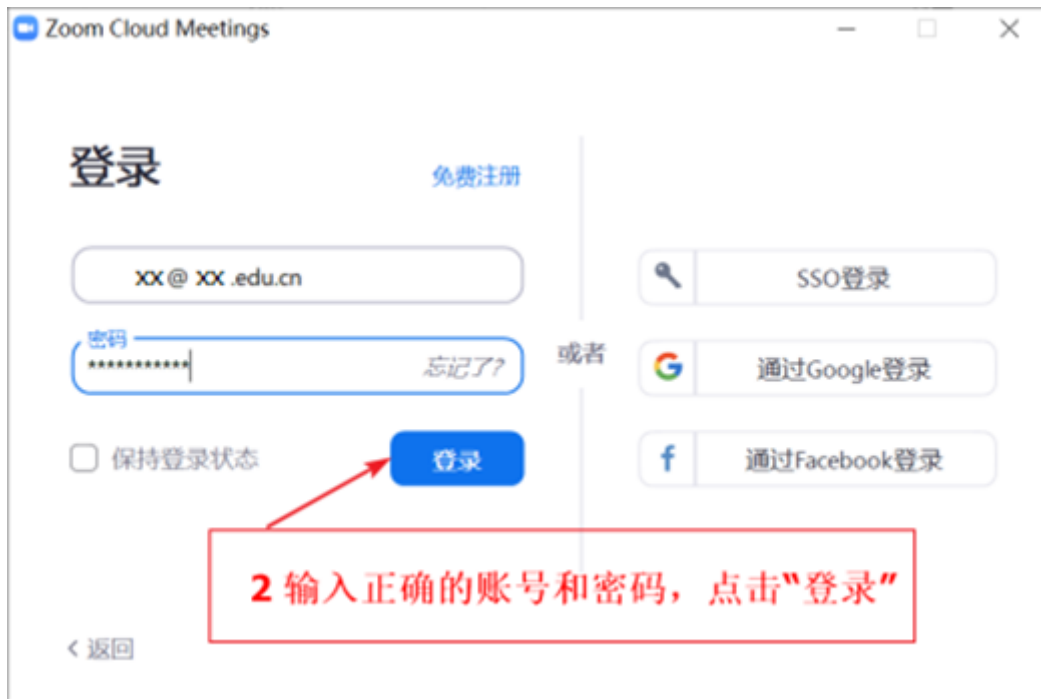 Zoom Cloud Meetings
登录
免费注册
xx@ xx .edu.cn
密码
***********
忘记了?
保持登录状态
登录
或者
SSO登录
通过Google登录
通过Facebook登录
2 输入正确的账号和密码，点击“登录”
< 返回